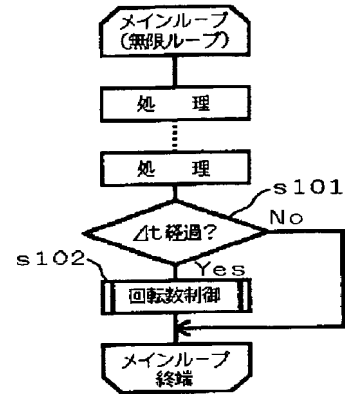 メインループ
(無限ループ)
処 理
処 理
s101
Δt経過?
No
s102
Yes
回転数制御
メインループ
終端